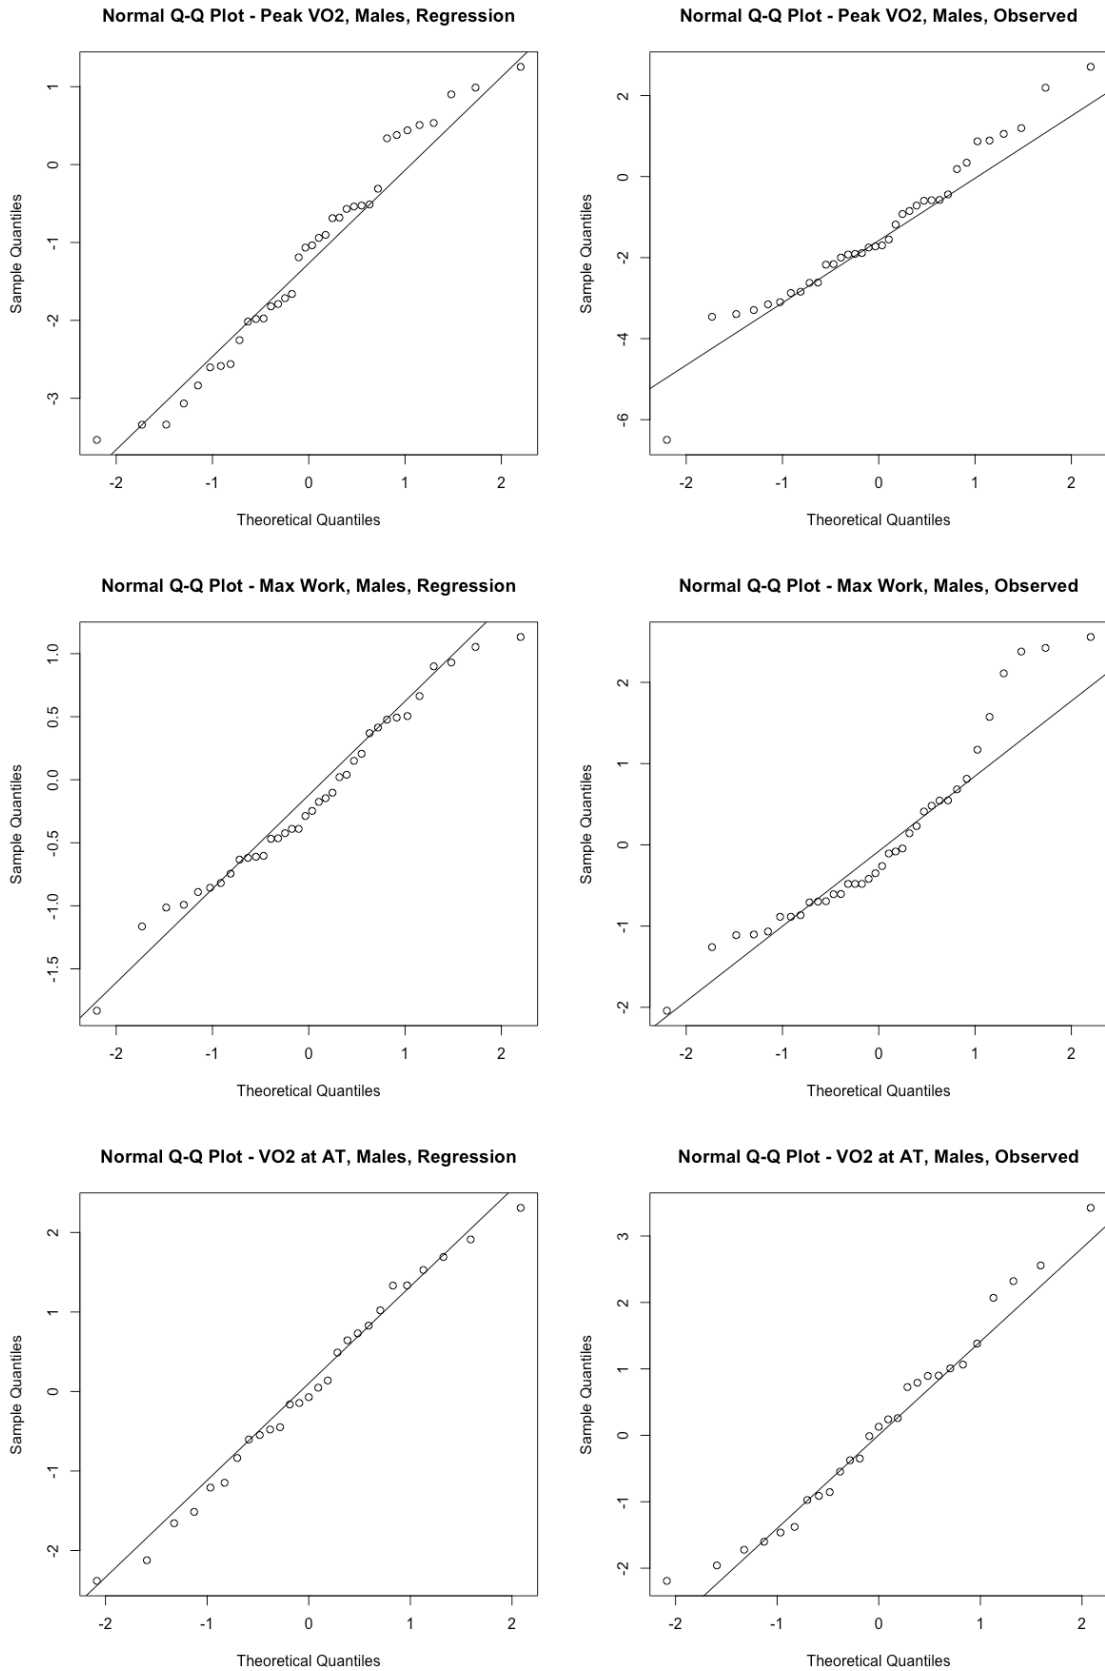 Normal Q-Q Plot - Peak VO2, Males, Regression
Sample Quantiles
1
0
-1
-2
-3
-2 -1 0 1 2
Theoretical Quantiles
Normal Q-Q Plot - Peak VO2, Males, Observed
Sample Quantiles
2
0
-2
-4
-6
-2 -1 0 1 2
Theoretical Quantiles
Normal Q-Q Plot - Max Work, Males, Regression
Sample Quantiles
1.0
0.5
0.0
-0.5
-1.0
-1.5
-2 -1 0 1 2
Theoretical Quantiles
Normal Q-Q Plot - Max Work, Males, Observed
Sample Quantiles
2
1
0
-1
-2
-2 -1 0 1 2
Theoretical Quantiles
Normal Q-Q Plot - VO2 at AT, Males, Regression
Sample Quantiles
2
1
0
-1
-2
-2 -1 0 1 2
Theoretical Quantiles
Normal Q-Q Plot - VO2 at AT, Males, Observed
Sample Quantiles
3
2
1
0
-1
-2
-2 -1 0 1 2
Theoretical Quantiles